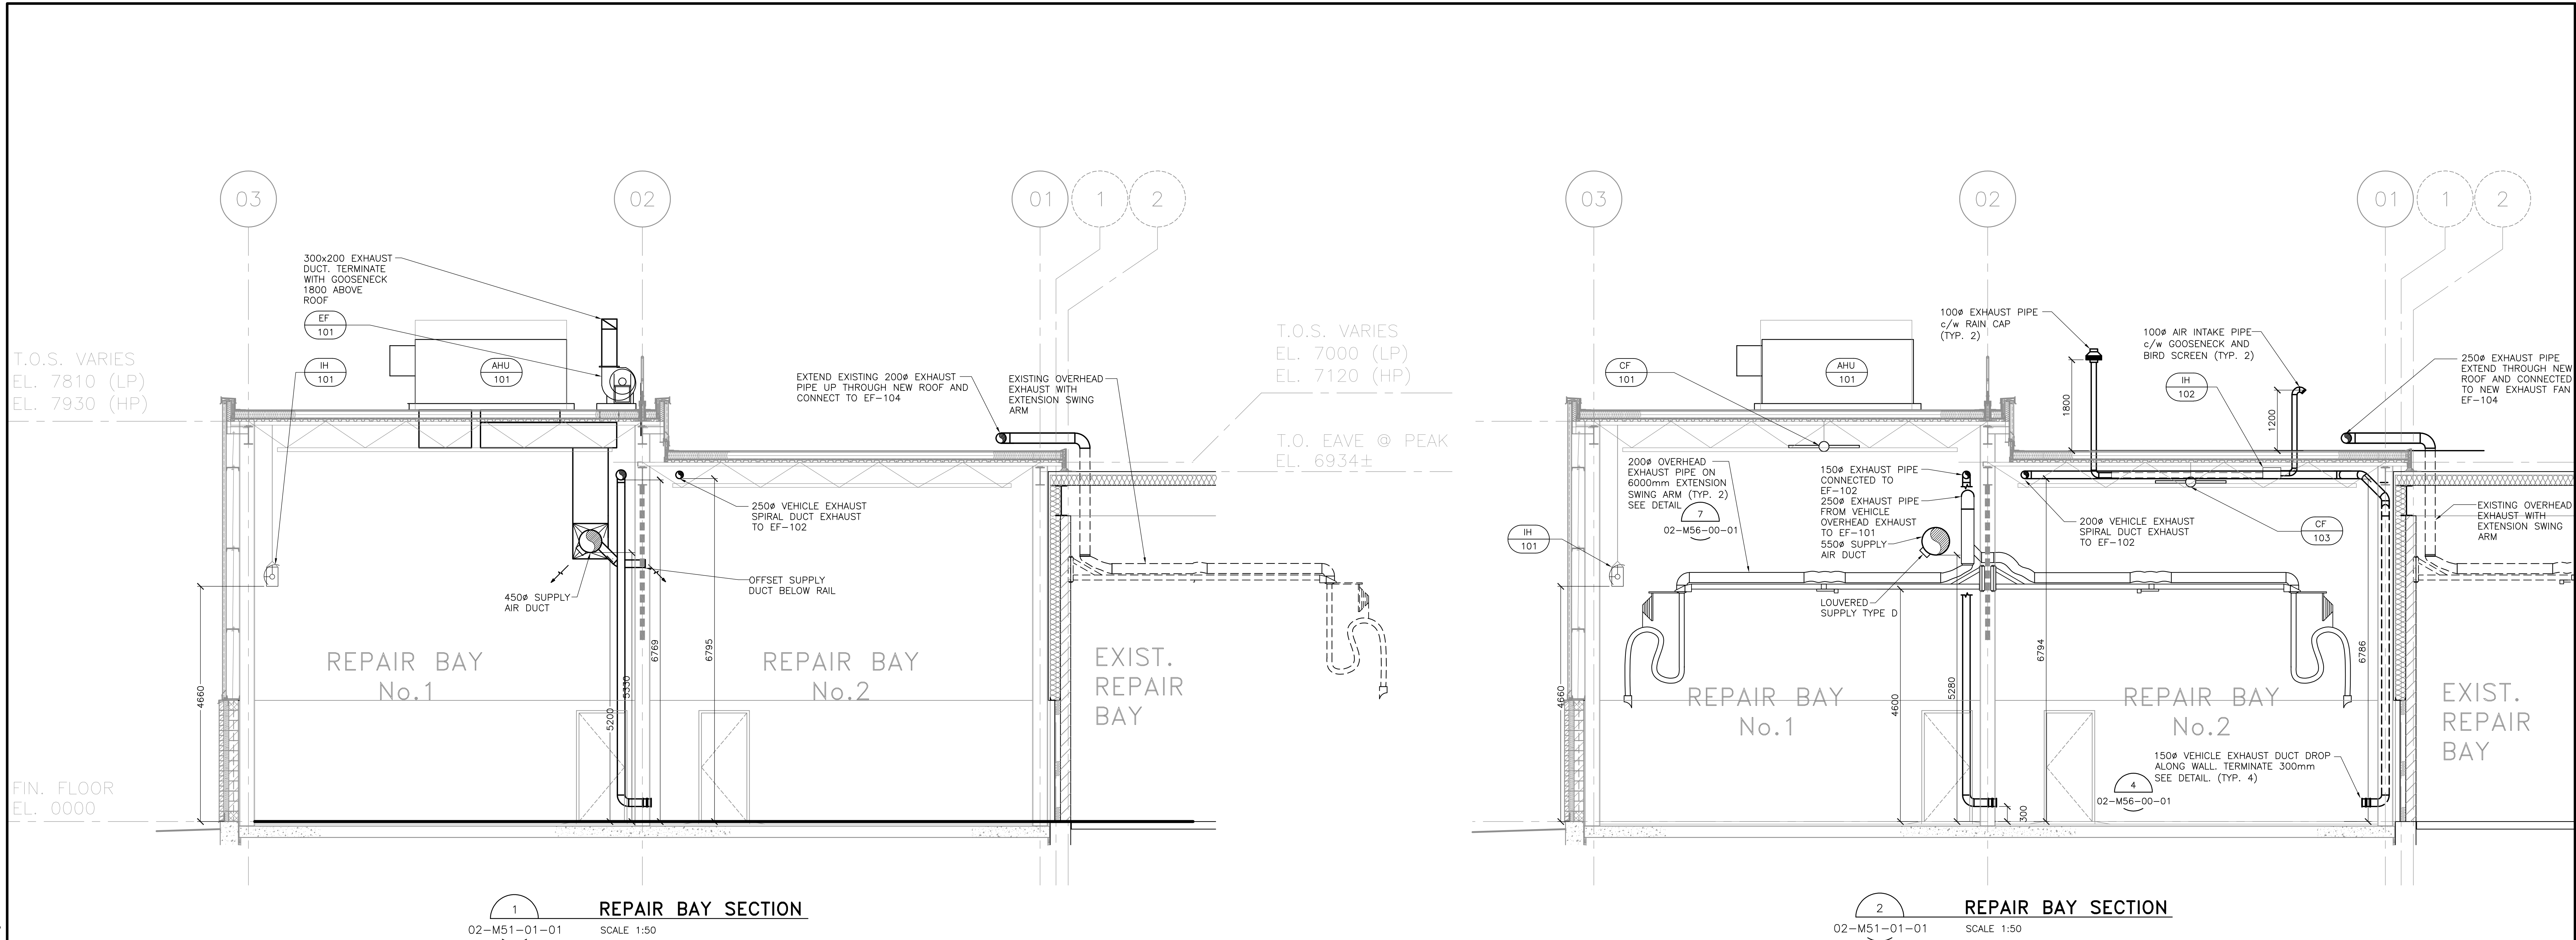 03
02
01
1
2
300x200 EXHAUST
DUCT. TERMINATE
WITH GOOSENECK
1800 ABOVE
ROOF
EF
101
IH
101
AHU
101
T.O.S. VARIES
EL. 7810 (LP)
EL. 7930 (HP)
EXTEND EXISTING 200ø EXHAUST
PIPE UP THROUGH NEW ROOF AND
CONNECT TO EF-104
EXISTING OVERHEAD
EXHAUST WITH
EXTENSION SWING
ARM
T.O.S. VARIES
EL. 7000 (LP)
EL. 7120 (HP)
T.O. EAVE @ PEAK
EL. 6934±
250ø VEHICLE EXHAUST
SPIRAL DUCT EXHAUST
TO EF-102
OFFSET SUPPLY
DUCT BELOW RAIL
450ø SUPPLY
AIR DUCT
4660
5200
5330
6769
6795
REPAIR BAY
No.1
REPAIR BAY
No.2
EXIST.
REPAIR
BAY
FIN. FLOOR
EL. 0000
1
02-M51-01-01
REPAIR BAY SECTION
SCALE 1:50
03
02
01
1
2
100ø EXHAUST PIPE
c/w RAIN CAP
(TYP. 2)
100ø AIR INTAKE PIPE
c/w GOOSENECK AND
BIRD SCREEN (TYP. 2)
250ø EXHAUST PIPE
EXTEND THROUGH NEW
ROOF AND CONNECTED
TO NEW EXHAUST FAN
EF-104
CF
101
AHU
101
IH
102
1800
1200
200ø OVERHEAD
EXHAUST PIPE ON
6000mm EXTENSION
SWING ARM (TYP. 2)
SEE DETAIL
7
02-M56-00-01
150ø EXHAUST PIPE
CONNECTED TO
EF-102
250ø EXHAUST PIPE
FROM VEHICLE
OVERHEAD EXHAUST
TO EF-101
550ø SUPPLY
AIR DUCT
200ø VEHICLE EXHAUST
SPIRAL DUCT EXHAUST
TO EF-102
CF
103
EXISTING OVERHEAD
EXHAUST WITH
EXTENSION SWING
ARM
IH
101
LOUVERED
SUPPLY TYPE D
4660
4600
5280
300
6794
6786
REPAIR BAY
No.1
REPAIR BAY
No.2
EXIST.
REPAIR
BAY
150ø VEHICLE EXHAUST DUCT DROP
ALONG WALL. TERMINATE 300mm
SEE DETAIL. (TYP. 4)
4
02-M56-00-01
2
02-M51-01-01
REPAIR BAY SECTION
SCALE 1:50